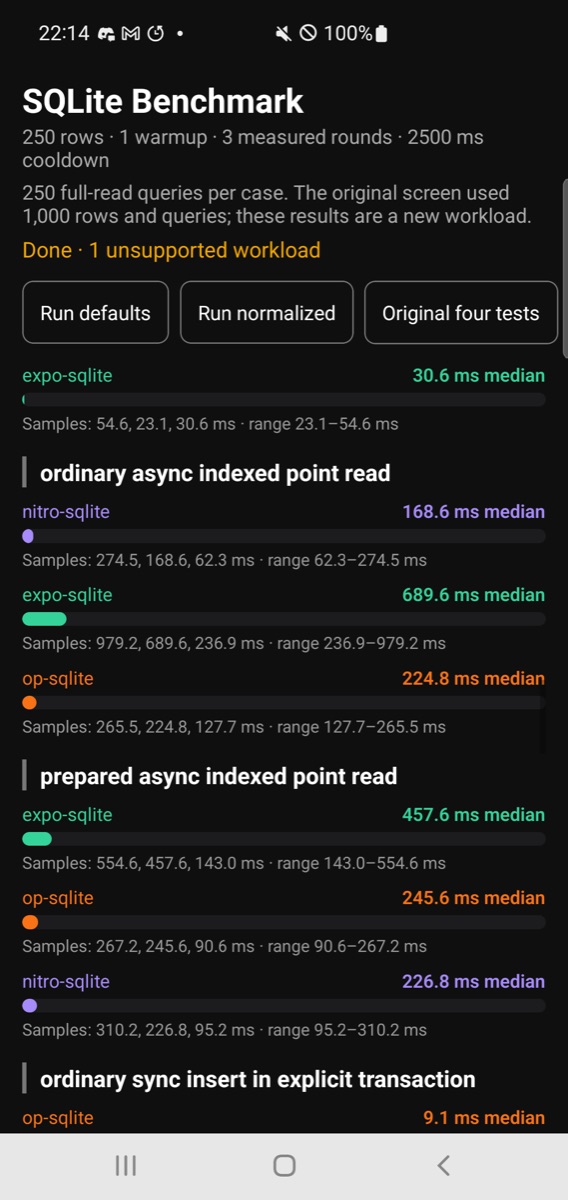 22:14
100%
SQLite Benchmark
250 rows · 1 warmup · 3 measured rounds · 2500 ms
cooldown
250 full-read queries per case. The original screen used
1,000 rows and queries; these results are a new workload.
Done · 1 unsupported workload
Run defaults Run normalized Original four tests
expo-sqlite 30.6 ms median
Samples: 54.6, 23.1, 30.6 ms · range 23.1–54.6 ms
ordinary async indexed point read
nitro-sqlite 168.6 ms median
Samples: 274.5, 168.6, 62.3 ms · range 62.3–274.5 ms
expo-sqlite 689.6 ms median
Samples: 979.2, 689.6, 236.9 ms · range 236.9–979.2 ms
op-sqlite 224.8 ms median
Samples: 265.5, 224.8, 127.7 ms · range 127.7–265.5 ms
prepared async indexed point read
expo-sqlite 457.6 ms median
Samples: 554.6, 457.6, 143.0 ms · range 143.0–554.6 ms
op-sqlite 245.6 ms median
Samples: 267.2, 245.6, 90.6 ms · range 90.6–267.2 ms
nitro-sqlite 226.8 ms median
Samples: 310.2, 226.8, 95.2 ms · range 95.2–310.2 ms
ordinary sync insert in explicit transaction
op-sqlite 9.1 ms median